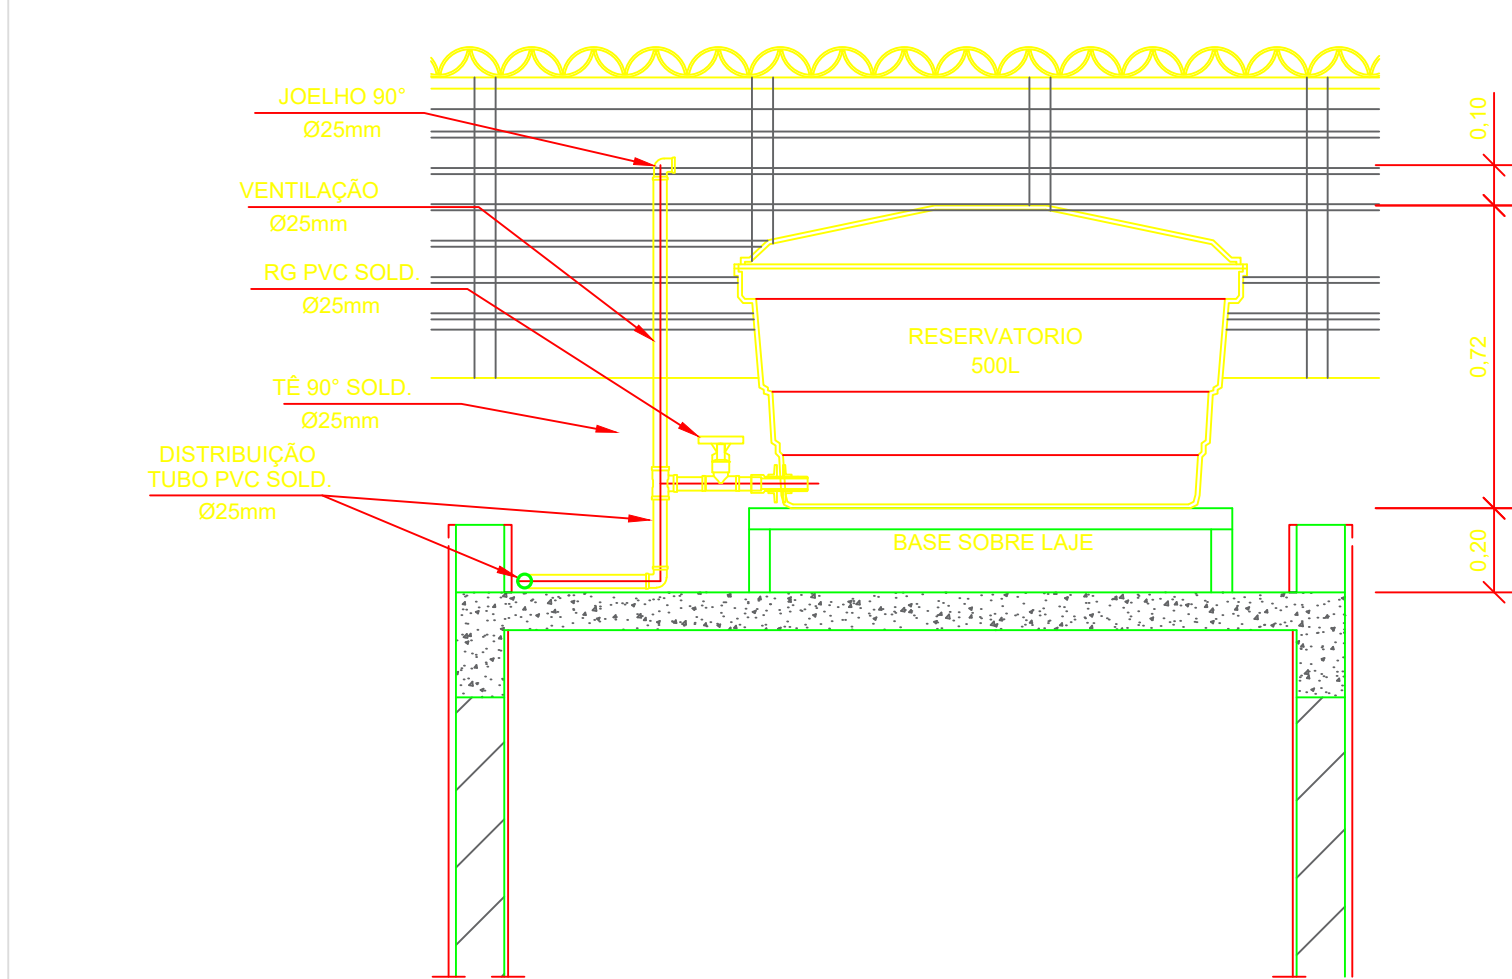 JOELHO 90°
Ø25mm
VENTILAÇÃO
Ø25mm
RG PVC SOLD.
Ø25mm
TÊ 90° SOLD.
Ø25mm
DISTRIBUIÇÃO
TUBO PVC SOLD.
Ø25mm
RESERVATORIO
500L
BASE SOBRE LAJE
0,10
0,72
0,20